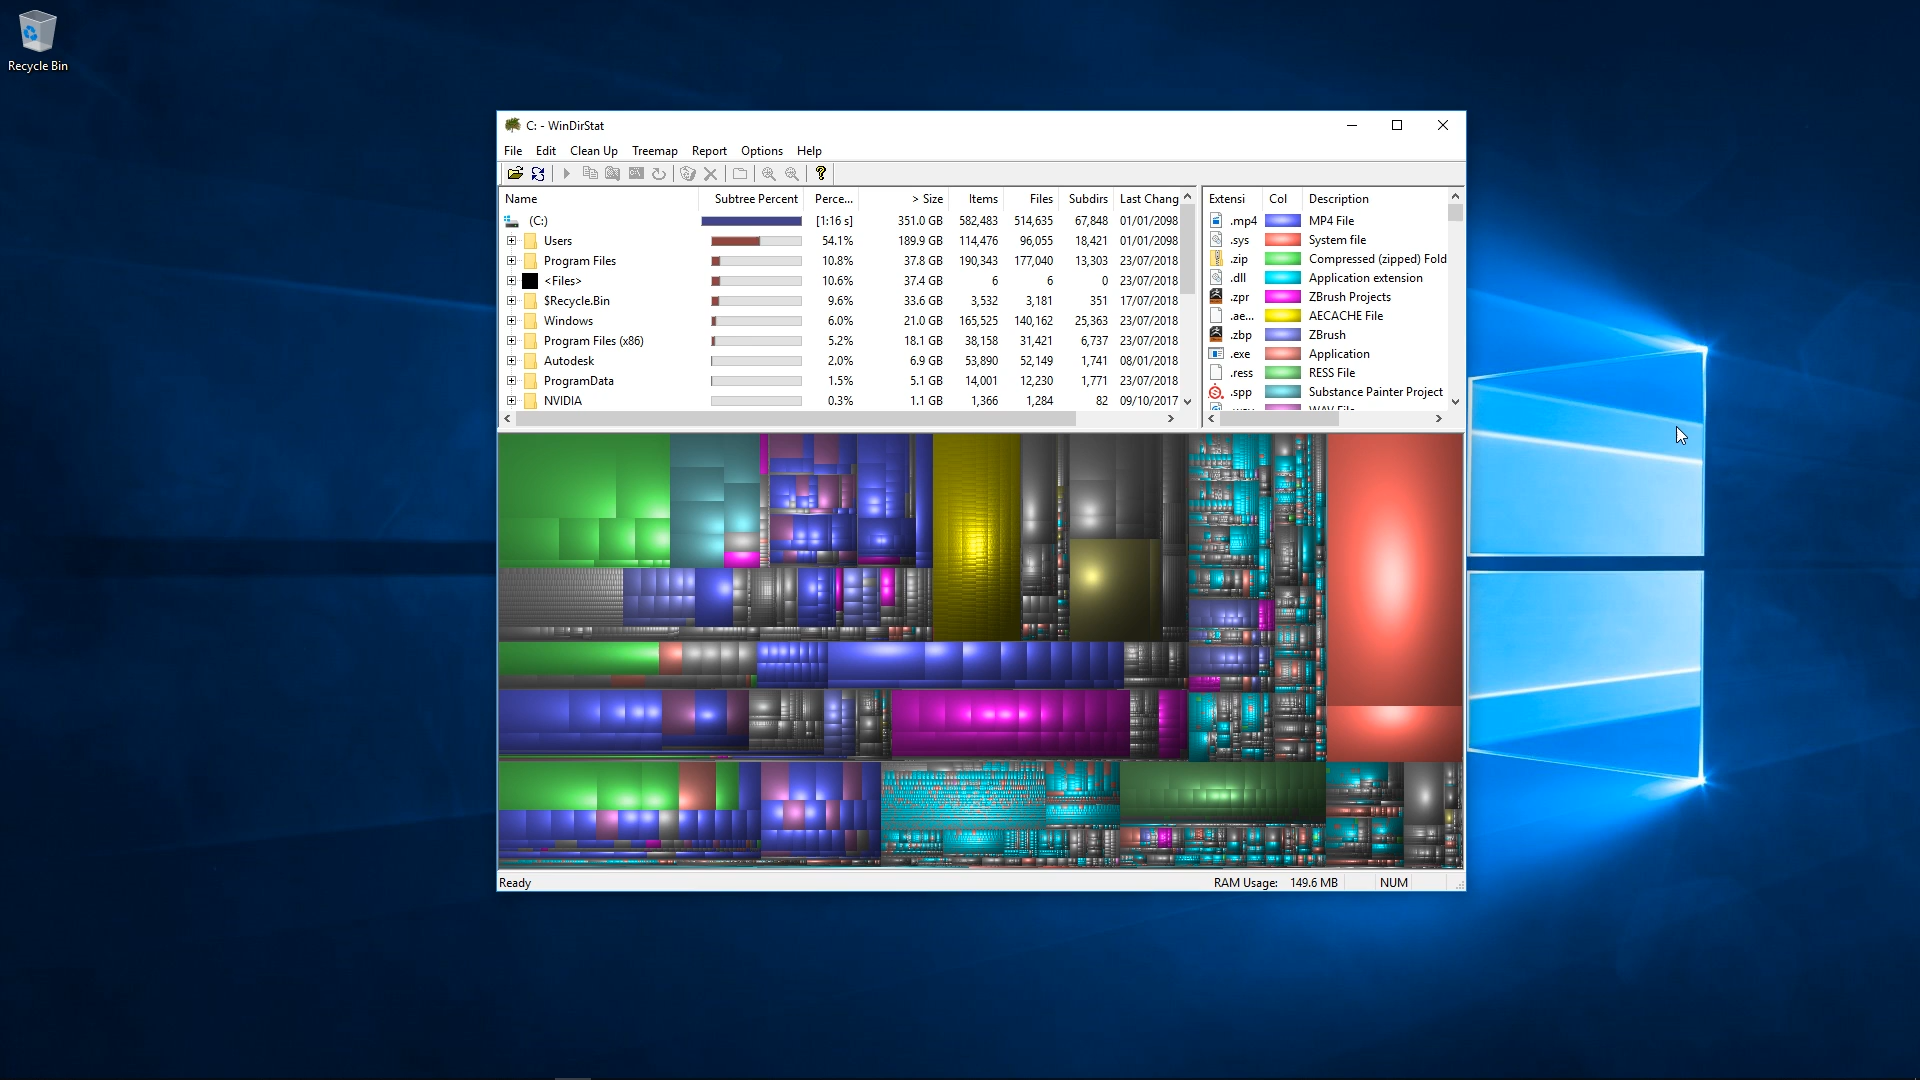 Recycle Bin
C: - WinDirStat
File Edit Clean Up Treemap Report Options Help
Name Subtree Percent Perce... > Size Items Files Subdirs Last Chang
(C:) [1:16 s] 351.0 GB 582,483 514,635 67,848 01/01/2098
Users 54.1% 189.9 GB 114,476 96,055 18,421 01/01/2098
Program Files 10.8% 37.8 GB 190,343 177,040 13,303 23/07/2018
<Files> 10.6% 37.4 GB 6 6 0 23/07/2018
$Recycle.Bin 9.6% 33.6 GB 3,532 3,181 351 17/07/2018
Windows 6.0% 21.0 GB 165,525 140,162 25,363 23/07/2018
Program Files (x86) 5.2% 18.1 GB 38,158 31,421 6,737 23/07/2018
Autodesk 2.0% 6.9 GB 53,890 52,149 1,741 08/01/2018
ProgramData 1.5% 5.1 GB 14,001 12,230 1,771 23/07/2018
NVIDIA 0.3% 1.1 GB 1,366 1,284 82 09/10/2017
Extensi Col Description
.mp4 MP4 File
.sys System file
.zip Compressed (zipped) Fold
.dll Application extension
.zpr ZBrush Projects
.ae... AECACHE File
.zbp ZBrush
.exe Application
.ress RESS File
.spp Substance Painter Project
Ready RAM Usage: 149.6 MB NUM